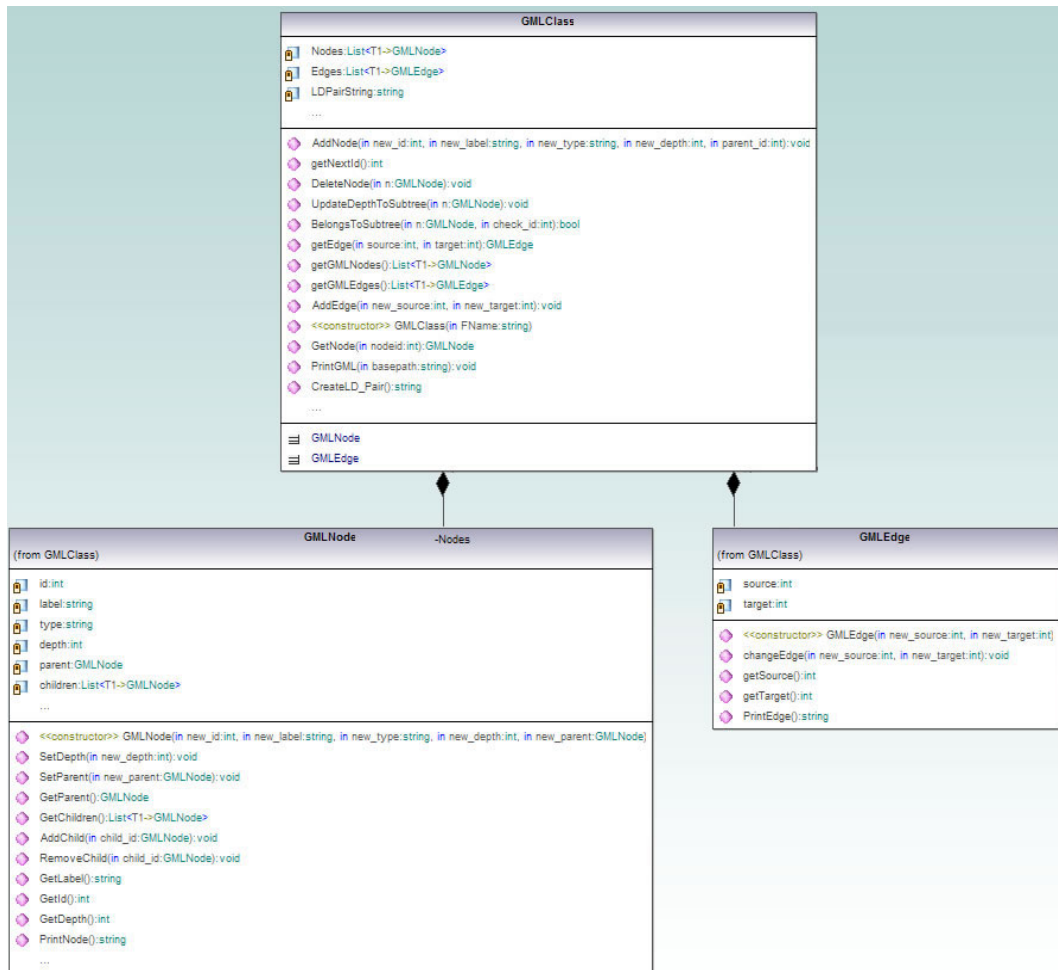 GMLClass
Nodes:List<T1->GMLNode>
Edges:List<T1->GMLEdge>
LDPairString:string
...
AddNode(in new_id:int, in new_label:string, in new_type:string, in new_depth:int, in parent_id:int):void
getNextId():int
DeleteNode(in n:GMLNode):void
UpdateDepthToSubtree(in n:GMLNode):void
BelongsToSubtree(in n:GMLNode, in check_id:int):bool
getEdge(in source:int, in target:int):GMLEdge
getGMLNodes():List<T1->GMLNode>
getGMLEdges():List<T1->GMLEdge>
AddEdge(in new_source:int, in new_target:int):void
<<constructor>> GMLClass(in FName:string)
GetNode(in nodeid:int):GMLNode
PrintGML(in basepath:string):void
CreateLD_Pair():string
...
GMLNode
GMLEdge
GMLNode -Nodes
(from GMLClass)
id:int
label:string
type:string
depth:int
parent:GMLNode
children:List<T1->GMLNode>
...
<<constructor>> GMLNode(in new_id:int, in new_label:string, in new_type:string, in new_depth:int, in new_parent:GMLNode)
SetDepth(in new_depth:int):void
SetParent(in new_parent:GMLNode):void
GetParent():GMLNode
GetChildren():List<T1->GMLNode>
AddChild(in child_id:GMLNode):void
RemoveChild(in child_id:GMLNode):void
GetLabel():string
GetId():int
GetDepth():int
PrintNode():string
...
GMLEdge
(from GMLClass)
source:int
target:int
<<constructor>> GMLEdge(in new_source:int, in new_target:int)
changeEdge(in new_source:int, in new_target:int):void
getSource():int
getTarget():int
PrintEdge():string